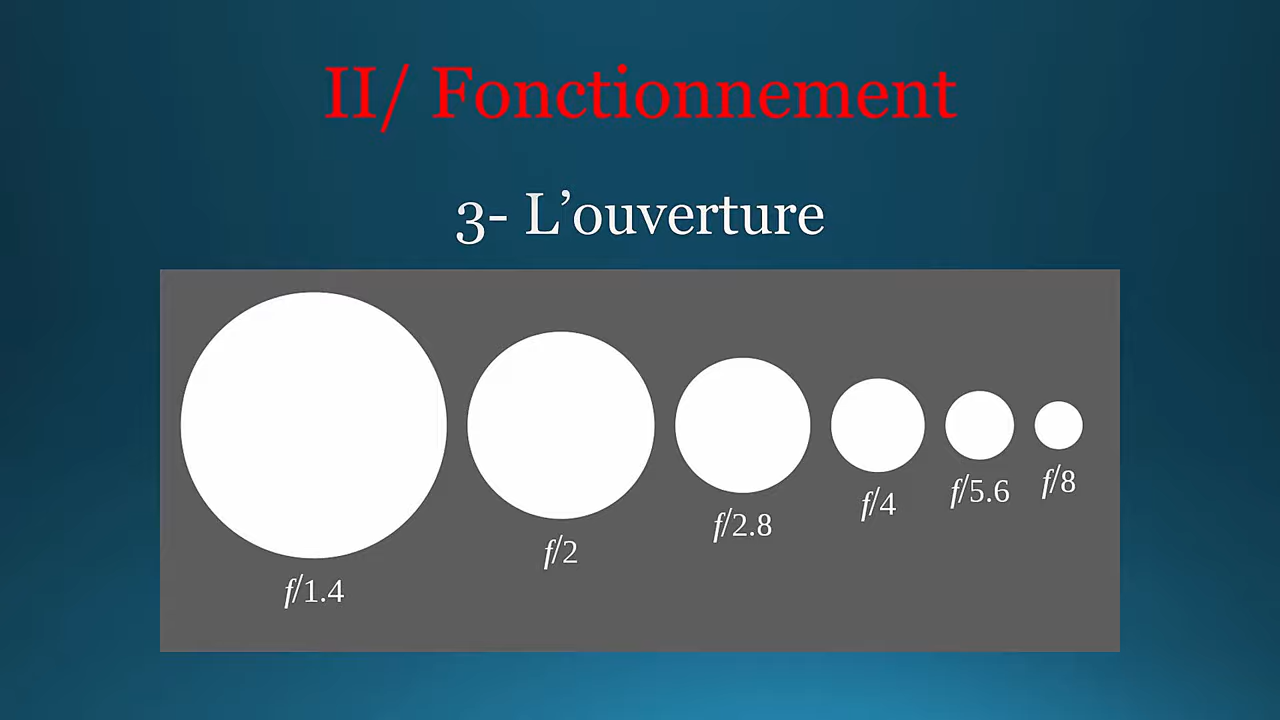 II/ Fonctionnement
3- L’ouverture
f/1.4
f/2
f/2.8
f/4
f/5.6
f/8